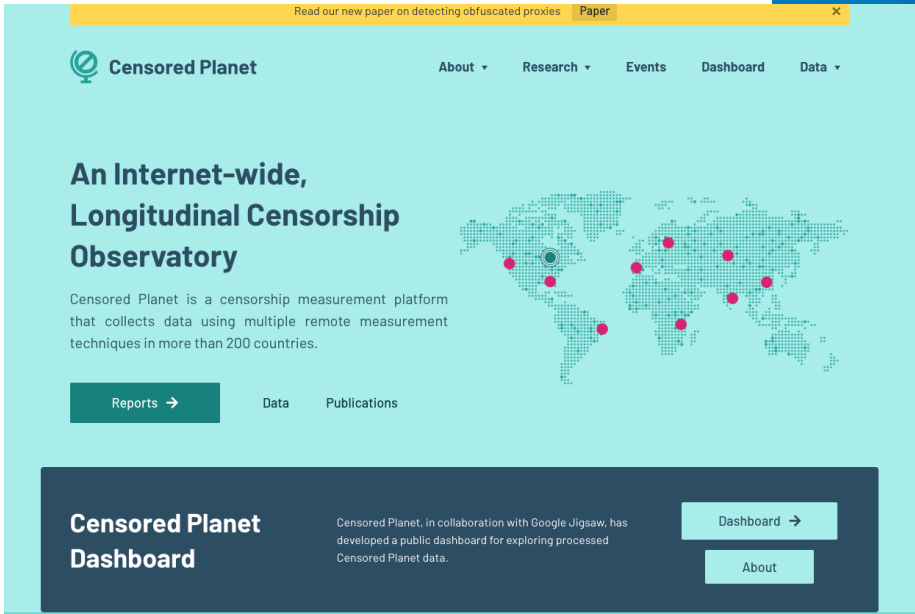 Read our new paper on detecting obfuscated proxies Paper ×
Censored Planet About Research Events Dashboard Data
An Internet-wide,
Longitudinal Censorship
Observatory
Censored Planet is a censorship measurement platform
that collects data using multiple remote measurement
techniques in more than 200 countries.
Reports → Data Publications
Censored Planet
Dashboard
Censored Planet, in collaboration with Google Jigsaw, has
developed a public dashboard for exploring processed
Censored Planet data.
Dashboard →
About